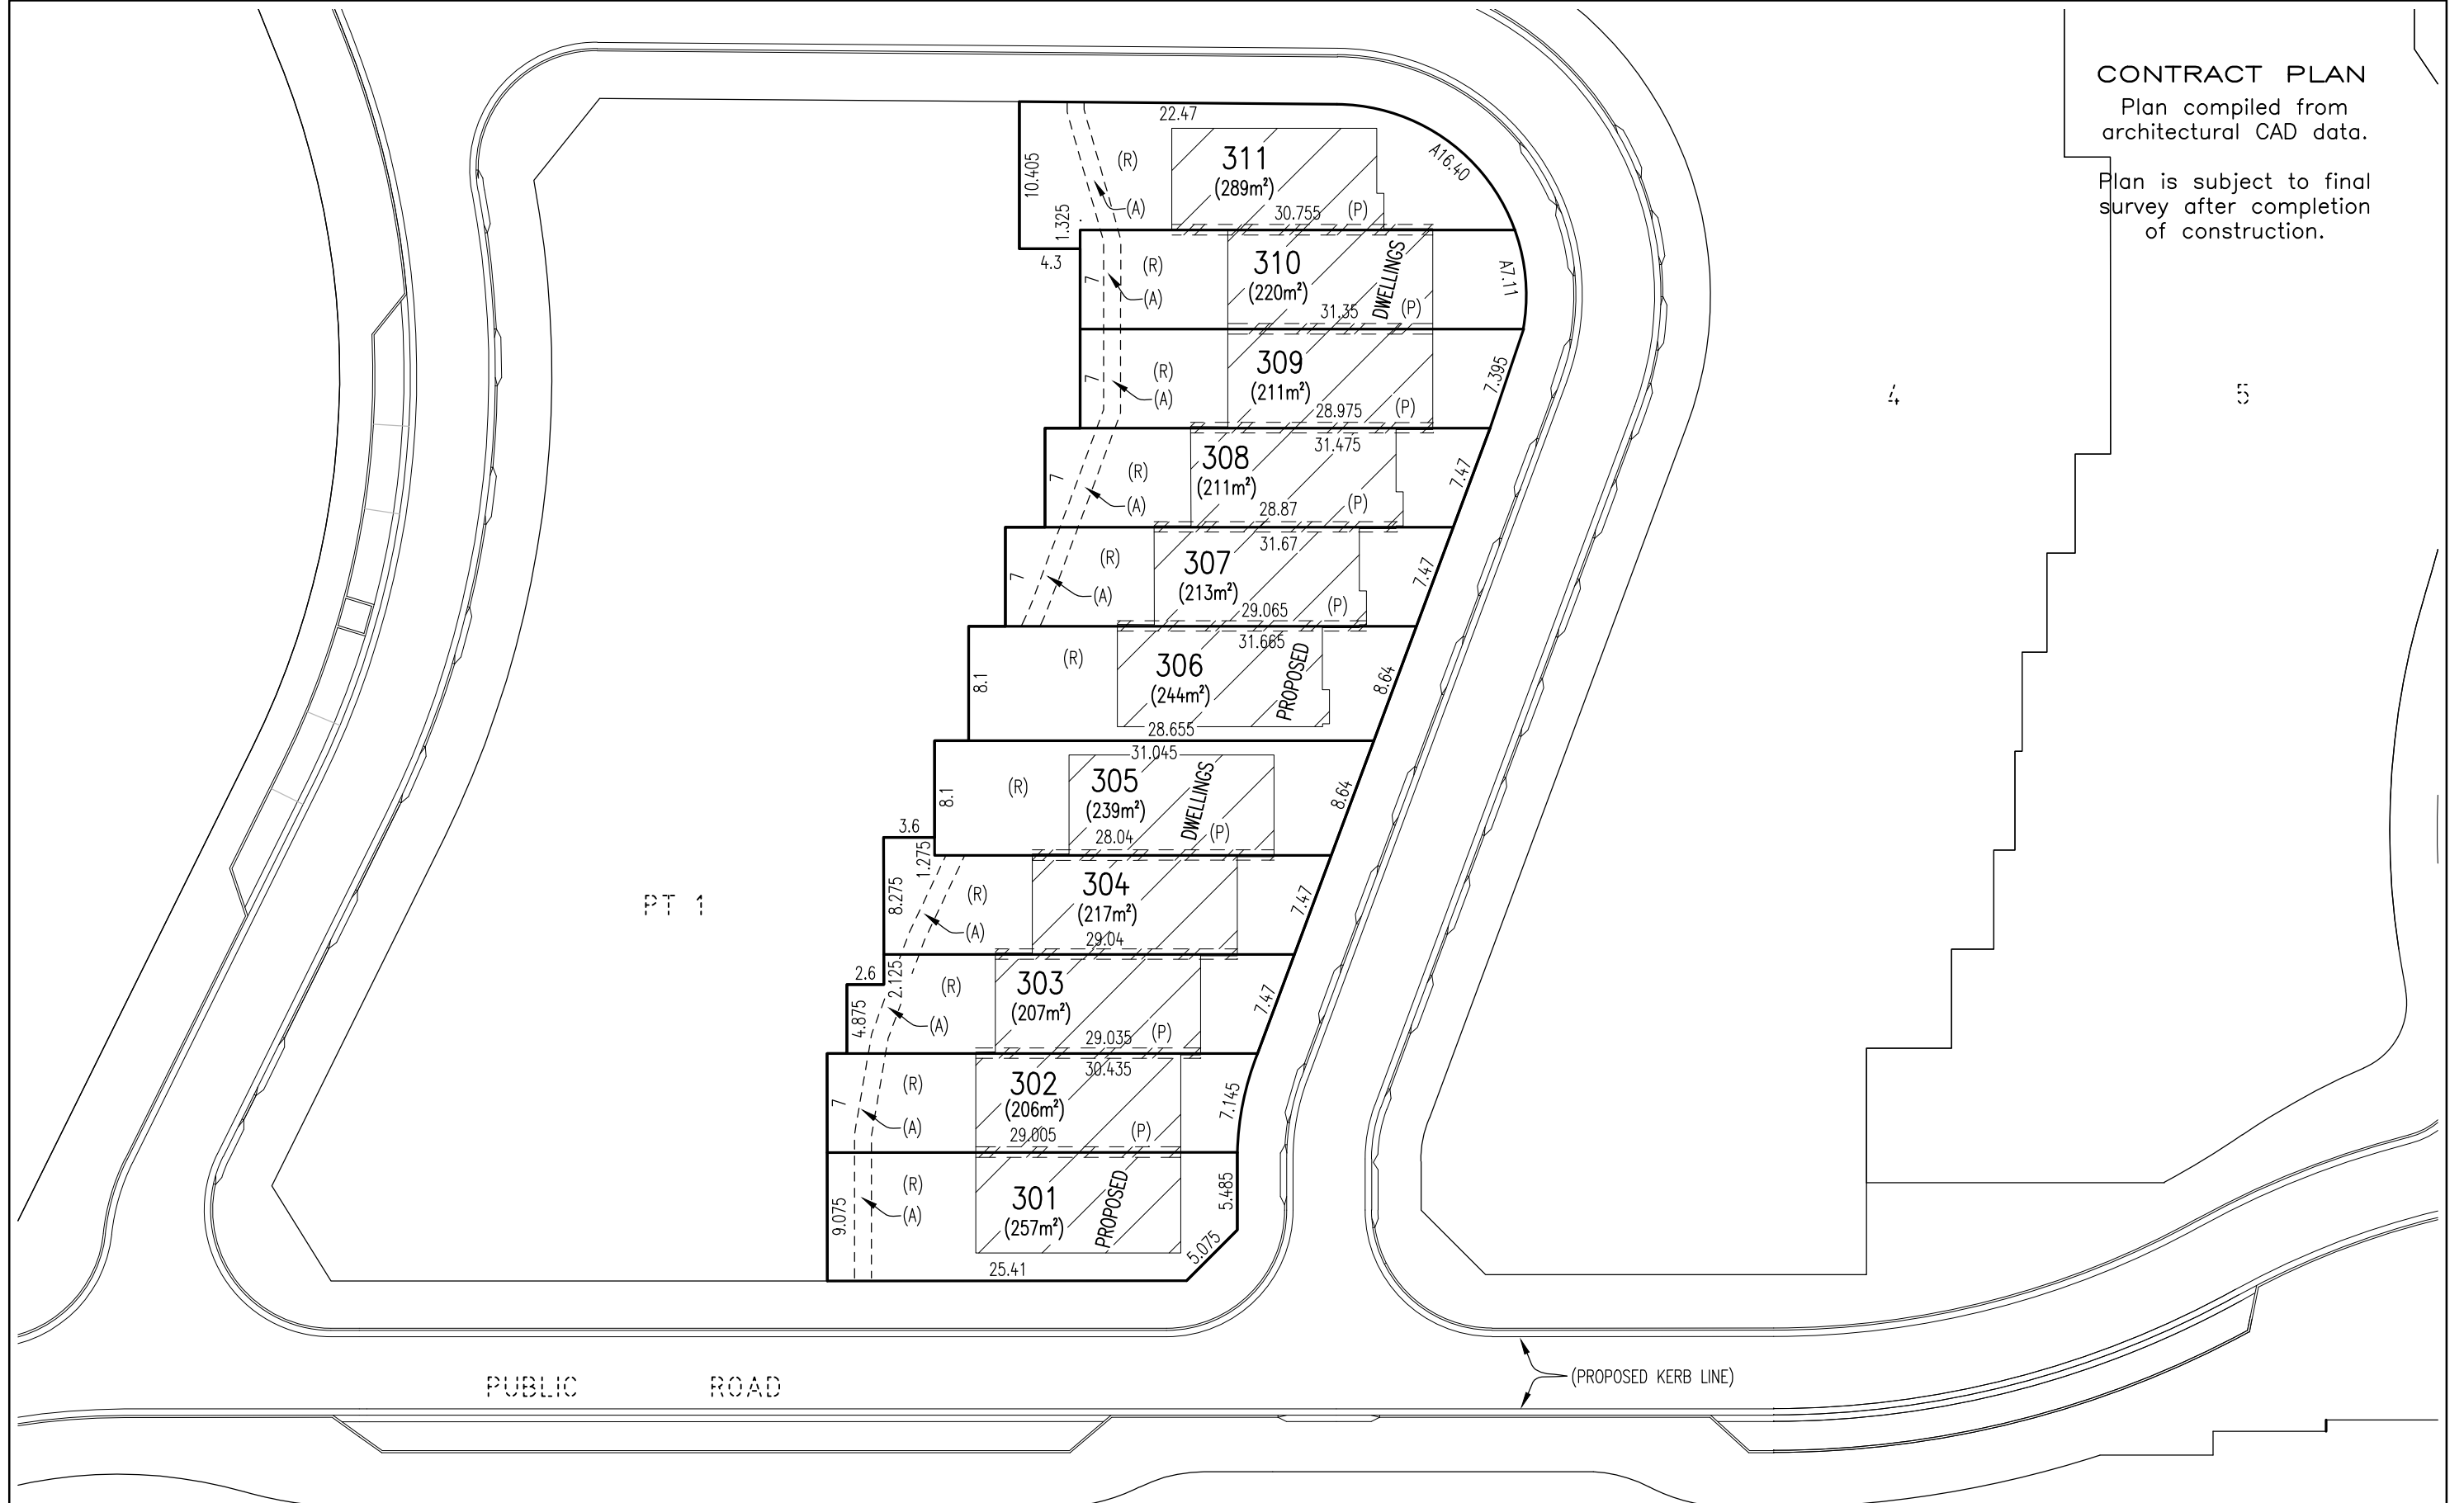 CONTRACT PLAN
Plan compiled from
architectural CAD data.
Plan is subject to final
survey after completion
of construction.
22.47
A16.40
10.405
1.325
4.3
(R)
(A)
311
(289m²)
30.755
(P)
(R)
7
(A)
310
(220m²)
DWELLINGS
31.35
(P)
A7.11
(R)
7
(A)
309
(211m²)
28.975
(P)
7.395
31.475
(R)
7
(A)
308
(211m²)
28.87
(P)
7.47
31.67
(R)
7
(A)
307
(213m²)
29.065
(P)
7.47
31.665
(R)
8.1
306
(244m²)
PROPOSED
28.655
8.64
31.045
(R)
8.1
305
(239m²)
DWELLINGS
28.04
(P)
8.64
3.6
1.275
8.275
(R)
(A)
304
(217m²)
29.04
7.47
2.6
2.125
4.875
(R)
(A)
303
(207m²)
29.035
(P)
7.47
30.435
(R)
7
(A)
302
(206m²)
29.005
(P)
7.145
(R)
9.075
(A)
301
(257m²)
PROPOSED
5.485
5.075
25.41
PT 1
4
5
PUBLIC ROAD
(PROPOSED KERB LINE)